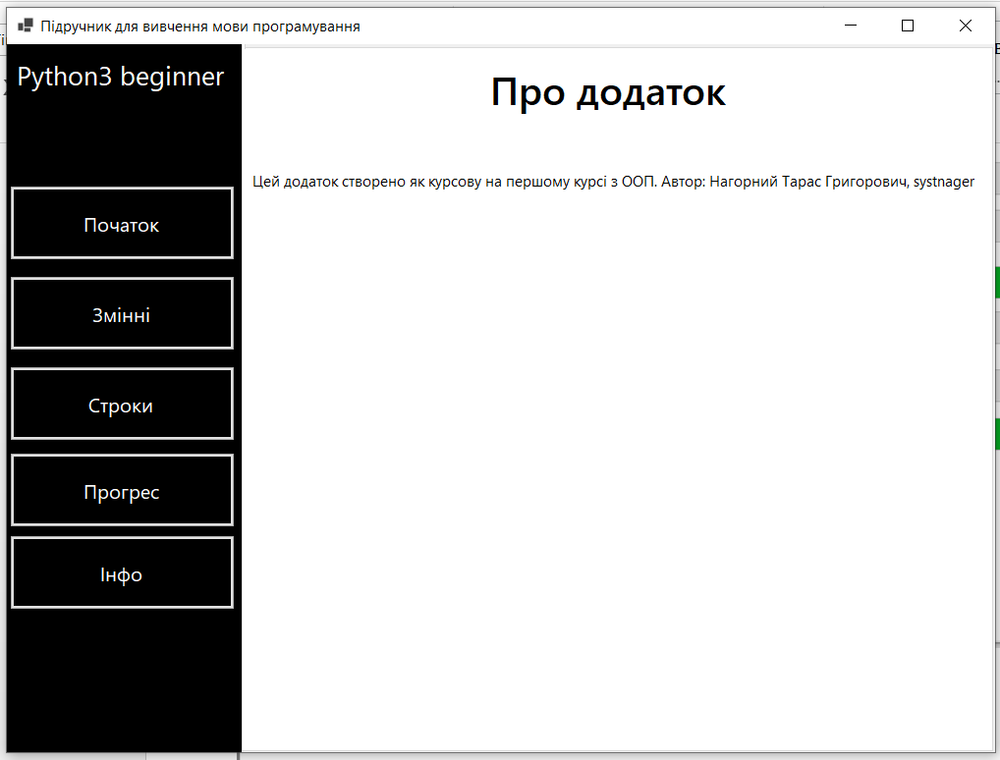 Підручник для вивчення мови програмування
Python3 beginner
Початок
Змінні
Строки
Прогрес
Інфо
Про додаток
Цей додаток створено як курсову на першому курсі з ООП. Автор: Нагорний Тарас Григорович, systnager